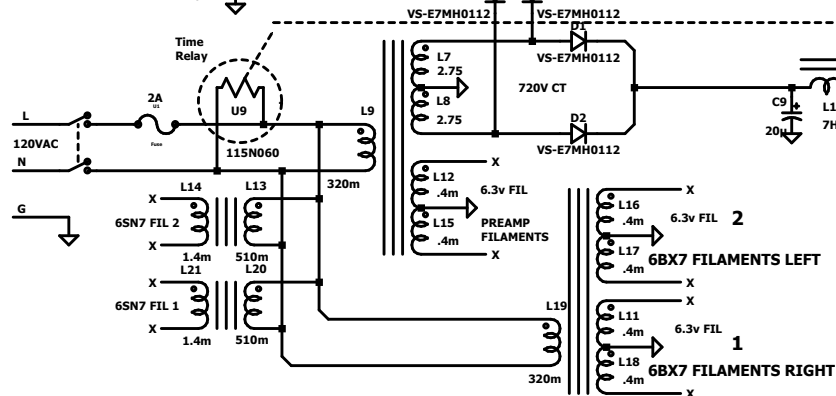 VS-E7MH0112
VS-E7MH0112
D1
VS-E7MH0112
Time
Relay
L7
2.75
2A
U1
Fuse
U9
115N060
L9
L8
2.75
720V CT
C9
+
20µ
L1
7H
L
120VAC
N
D2
VS-E7MH0112
320m
X
L12
.4m
6.3v FIL
L15
.4m
PREAMP
FILAMENTS
X
G
L14
L13
X
6SN7 FIL 2
X
1.4m
510m
L21
L20
X
6SN7 FIL 1
X
1.4m
510m
X
L16
.4m
6.3v FIL
2
L17
.4m
6BX7 FILAMENTS LEFT
X
L19
320m
X
L11
.4m
6.3v FIL
1
L18
.4m
6BX7 FILAMENTS RIGHT
X